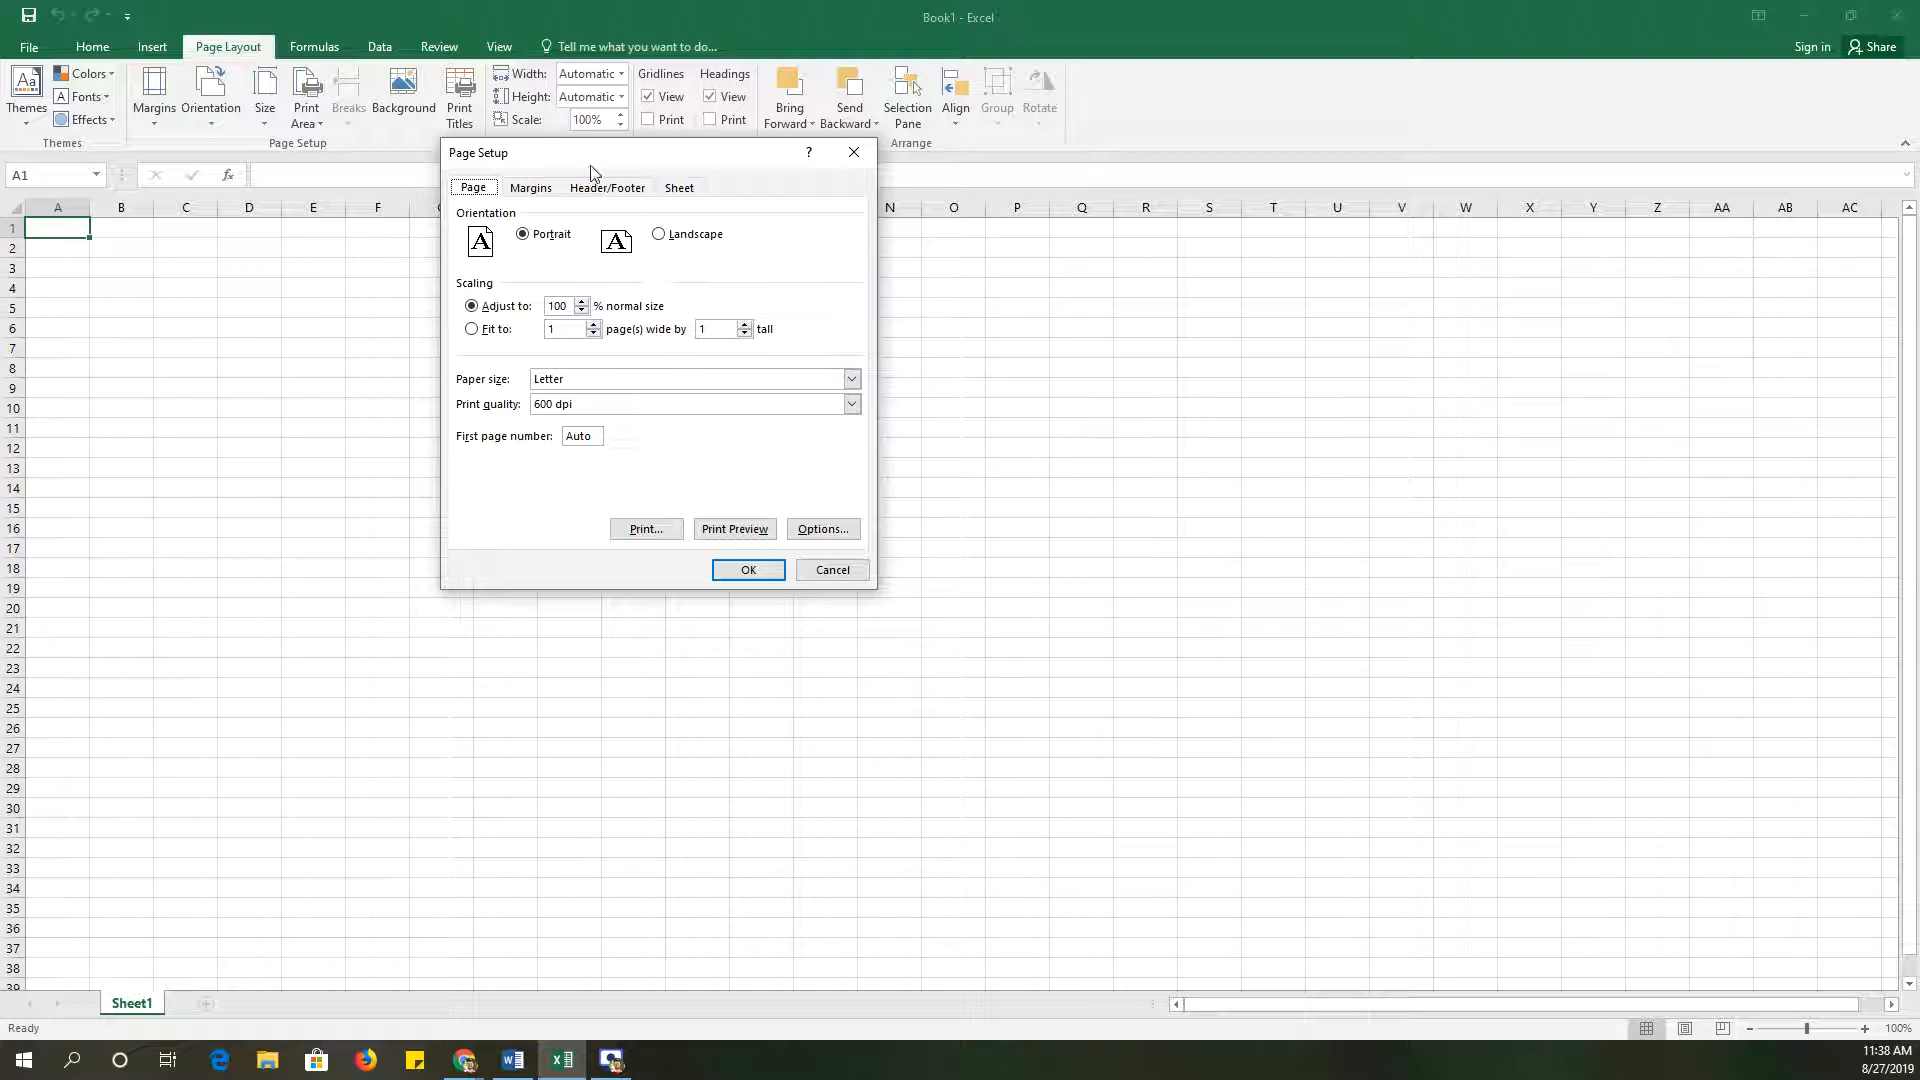 Book1 - Excel
File Home Insert Page Layout Formulas Data Review View Tell me what you want to do... Sign in Share
Themes Colors Fonts Effects Themes
Margins Orientation Size Print Area Breaks Background Print Titles Page Setup
Width: Automatic
Height: Automatic
Scale: 100%
Gridlines Headings
View View
Print Print
Bring Forward Send Backward Selection Pane Align Group Rotate
Arrange
A1 fx
Page Setup ?
Page Margins Header/Footer Sheet
Orientation
A Portrait A Landscape
Scaling
Adjust to: 100 % normal size
Fit to: 1 page(s) wide by 1 tall
Paper size: Letter
Print quality: 600 dpi
First page number: Auto
Print... Print Preview Options...
OK Cancel
A B C D E F N O P Q R S T U V W X Y Z AA AB AC
1
2
3
4
5
6
7
8
9
10
11
12
13
14
15
16
17
18
19
20
21
22
23
24
25
26
27
28
29
30
31
32
33
34
35
36
37
38
39
Sheet1
Ready 100%
11:38 AM
8/27/2019